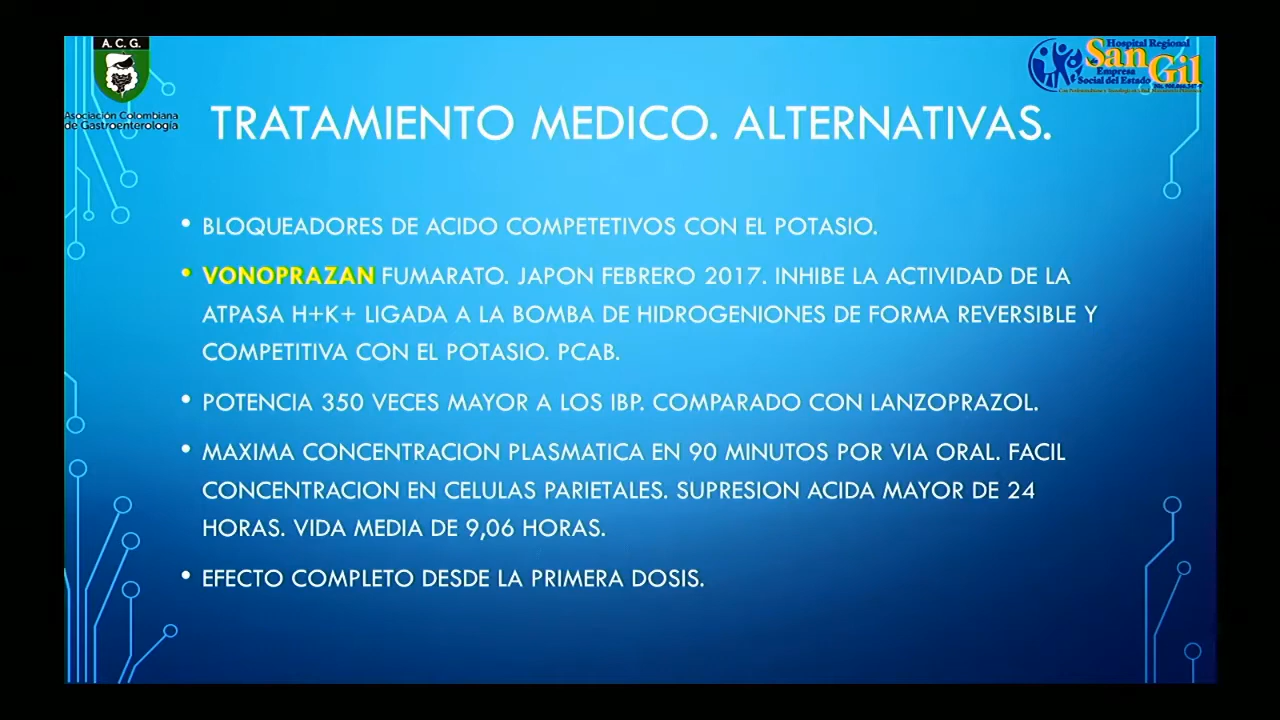 A. C. G.
Asociación Colombiana
de Gastroenterología
Hospital Regional
San Gil
Empresa
Social del Estado
TRATAMIENTO MEDICO. ALTERNATIVAS.
• BLOQUEADORES DE ACIDO COMPETETIVOS CON EL POTASIO.
• VONOPRAZAN FUMARATO. JAPON FEBRERO 2017. INHIBE LA ACTIVIDAD DE LA
ATPASA H+K+ LIGADA A LA BOMBA DE HIDROGENIONES DE FORMA REVERSIBLE Y
COMPETITIVA CON EL POTASIO. PCAB.
• POTENCIA 350 VECES MAYOR A LOS IBP. COMPARADO CON LANZOPRAZOL.
• MAXIMA CONCENTRACION PLASMATICA EN 90 MINUTOS POR VIA ORAL. FACIL
CONCENTRACION EN CELULAS PARIETALES. SUPRESION ACIDA MAYOR DE 24
HORAS. VIDA MEDIA DE 9,06 HORAS.
• EFECTO COMPLETO DESDE LA PRIMERA DOSIS.